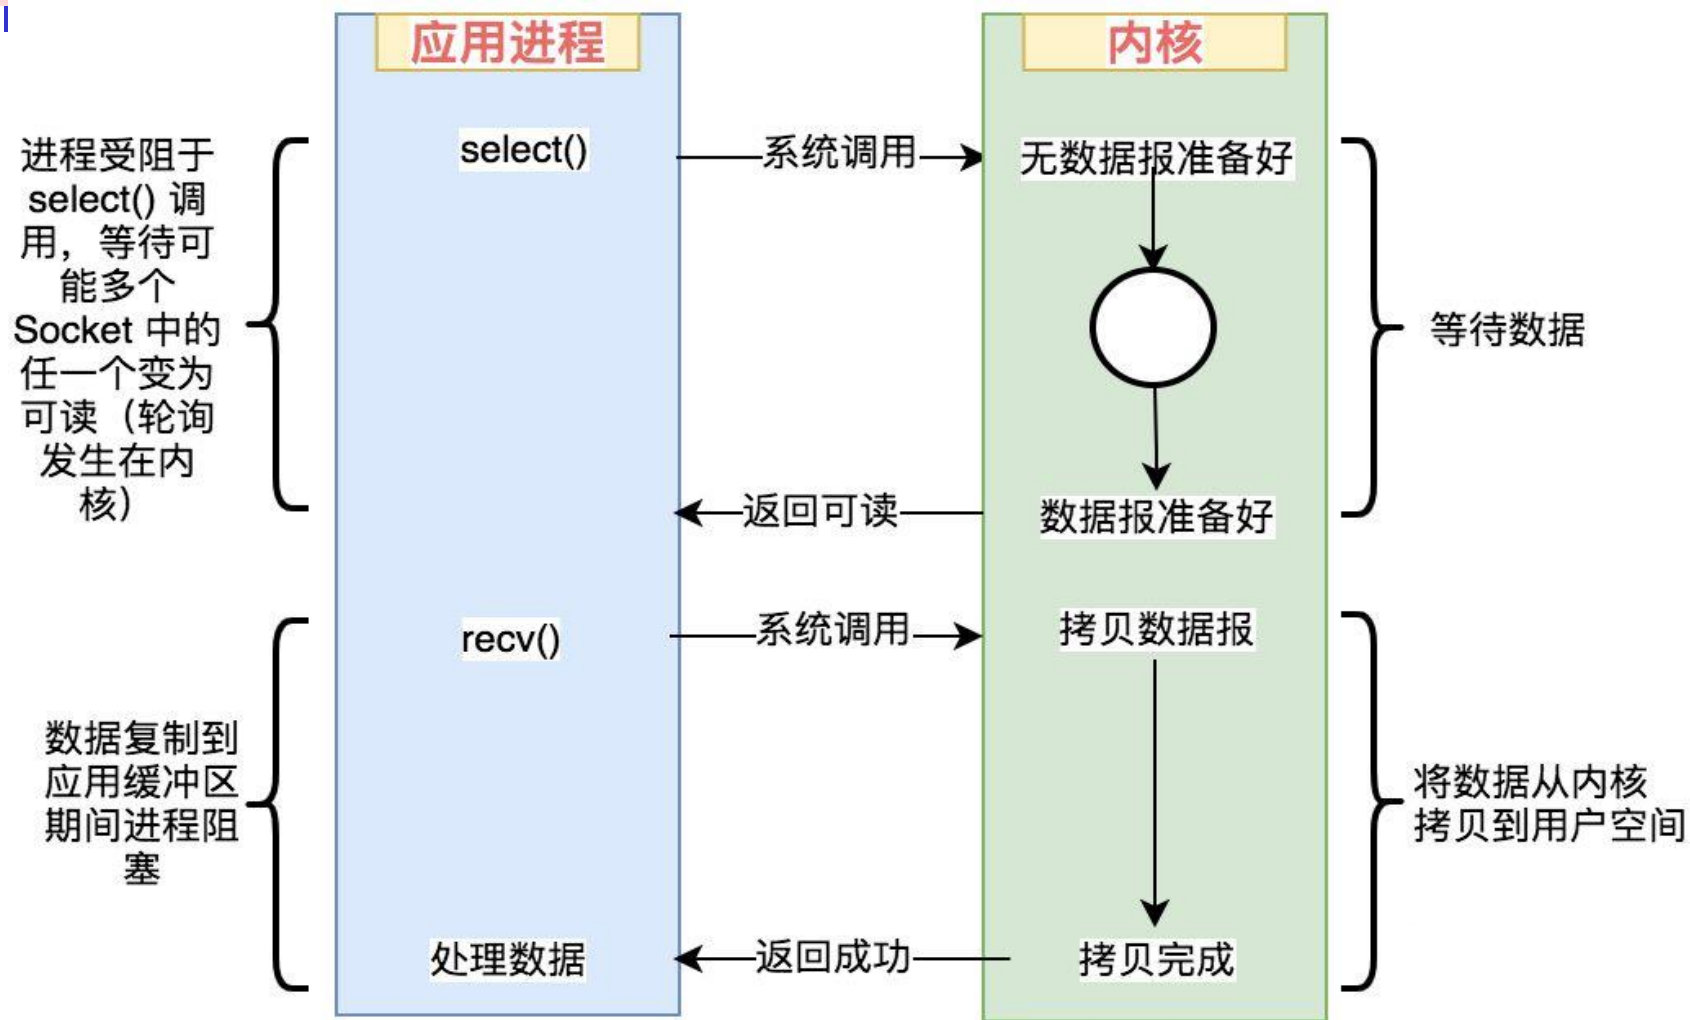 应用进程
内核
进程受阻于
select() 调
用，等待可
能多个
Socket 中的
任一个变为
可读（轮询
发生在内
核）
select()
系统调用
无数据报准备好
等待数据
返回可读
数据报准备好
recv()
系统调用
拷贝数据报
数据复制到
应用缓冲区
期间进程阻
塞
将数据从内核
拷贝到用户空间
处理数据
返回成功
拷贝完成